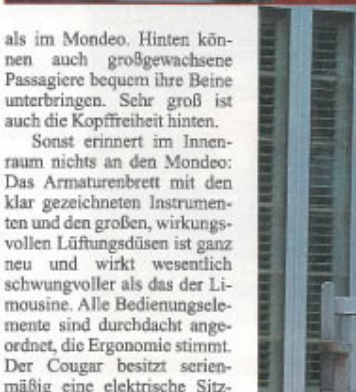 als im Mondeo. Hinten kön-
nen auch großgewachsene
Passagiere bequem ihre Beine
unterbringen. Sehr groß ist
auch die Kopffreiheit hinten.
Sonst erinnert im Innen-
raum nichts an den Mondeo:
Das Armaturenbrett mit den
klar gezeichneten Instrumen-
ten und den großen, wirkungs-
vollen Lüftungsdüsen ist ganz
neu und wirkt wesentlich
schwungvoller als das der Li-
mousine. Alle Bedienungsele-
mente sind durchdacht ange-
ordnet, die Ergonomie stimmt.
Der Cougar besitzt serien-
mäßig eine elektrische Sitz-